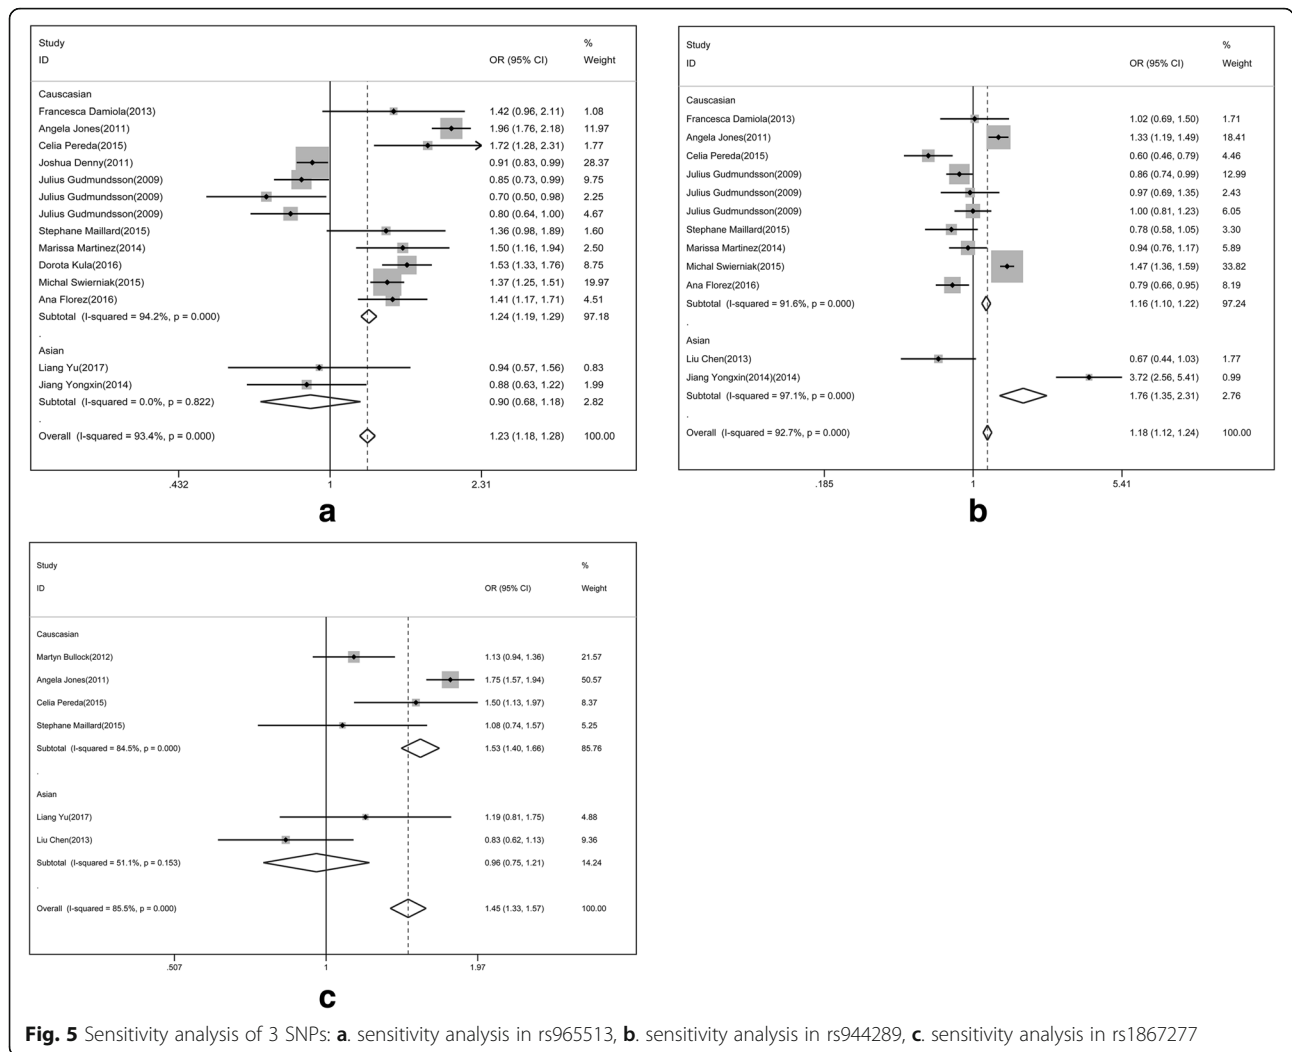 Study %
ID OR (95% CI) Weight
Causcasian
Francesca Damiola(2013) 1.42 (0.96, 2.11) 1.08
Angela Jones(2011) 1.96 (1.76, 2.18) 11.97
Celia Pereda(2015) 1.72 (1.28, 2.31) 1.77
Joshua Denny(2011) 0.91 (0.83, 0.99) 28.37
Julius Gudmundsson(2009) 0.85 (0.73, 0.99) 9.75
Julius Gudmundsson(2009) 0.70 (0.50, 0.98) 2.25
Julius Gudmundsson(2009) 0.80 (0.64, 1.00) 4.67
Stephane Maillard(2015) 1.36 (0.98, 1.89) 1.60
Marissa Martinez(2014) 1.50 (1.16, 1.94) 2.50
Dorota Kula(2016) 1.53 (1.33, 1.76) 8.75
Michal Swierniak(2015) 1.37 (1.25, 1.51) 19.97
Ana Florez(2016) 1.41 (1.17, 1.71) 4.51
Subtotal (I-squared = 94.2%, p = 0.000) 1.24 (1.19, 1.29) 97.18
.
Asian
Liang Yu(2017) 0.94 (0.57, 1.56) 0.83
Jiang Yongxin(2014) 0.88 (0.63, 1.22) 1.99
Subtotal (I-squared = 0.0%, p = 0.822) 0.90 (0.68, 1.18) 2.82
.
Overall (I-squared = 93.4%, p = 0.000) 1.23 (1.18, 1.28) 100.00
.432 1 2.31
a
Study %
ID OR (95% CI) Weight
Causcasian
Francesca Damiola(2013) 1.02 (0.69, 1.50) 1.71
Angela Jones(2011) 1.33 (1.19, 1.49) 18.41
Celia Pereda(2015) 0.60 (0.46, 0.79) 4.46
Julius Gudmundsson(2009) 0.86 (0.74, 0.99) 12.99
Julius Gudmundsson(2009) 0.97 (0.69, 1.35) 2.43
Julius Gudmundsson(2009) 1.00 (0.81, 1.23) 6.05
Stephane Maillard(2015) 0.78 (0.58, 1.05) 3.30
Marissa Martinez(2014) 0.94 (0.76, 1.17) 5.89
Michal Swierniak(2015) 1.47 (1.36, 1.59) 33.82
Ana Florez(2016) 0.79 (0.66, 0.95) 8.19
Subtotal (I-squared = 91.6%, p = 0.000) 1.16 (1.10, 1.22) 97.24
.
Asian
Liu Chen(2013) 0.67 (0.44, 1.03) 1.77
Jiang Yongxin(2014)(2014) 3.72 (2.56, 5.41) 0.99
Subtotal (I-squared = 97.1%, p = 0.000) 1.76 (1.35, 2.31) 2.76
.
Overall (I-squared = 92.7%, p = 0.000) 1.18 (1.12, 1.24) 100.00
.185 1 5.41
b
Study %
ID OR (95% CI) Weight
Causcasian
Martyn Bullock(2012) 1.13 (0.94, 1.36) 21.57
Angela Jones(2011) 1.75 (1.57, 1.94) 50.57
Celia Pereda(2015) 1.50 (1.13, 1.97) 8.37
Stephane Maillard(2015) 1.08 (0.74, 1.57) 5.25
Subtotal (I-squared = 84.5%, p = 0.000) 1.53 (1.40, 1.66) 85.76
.
Asian
Liang Yu(2017) 1.19 (0.81, 1.75) 4.88
Liu Chen(2013) 0.83 (0.62, 1.13) 9.36
Subtotal (I-squared = 51.1%, p = 0.153) 0.96 (0.75, 1.21) 14.24
.
Overall (I-squared = 85.5%, p = 0.000) 1.45 (1.33, 1.57) 100.00
.507 1 1.97
c
Fig. 5 Sensitivity analysis of 3 SNPs: a. sensitivity analysis in rs965513, b. sensitivity analysis in rs944289, c. sensitivity analysis in rs1867277